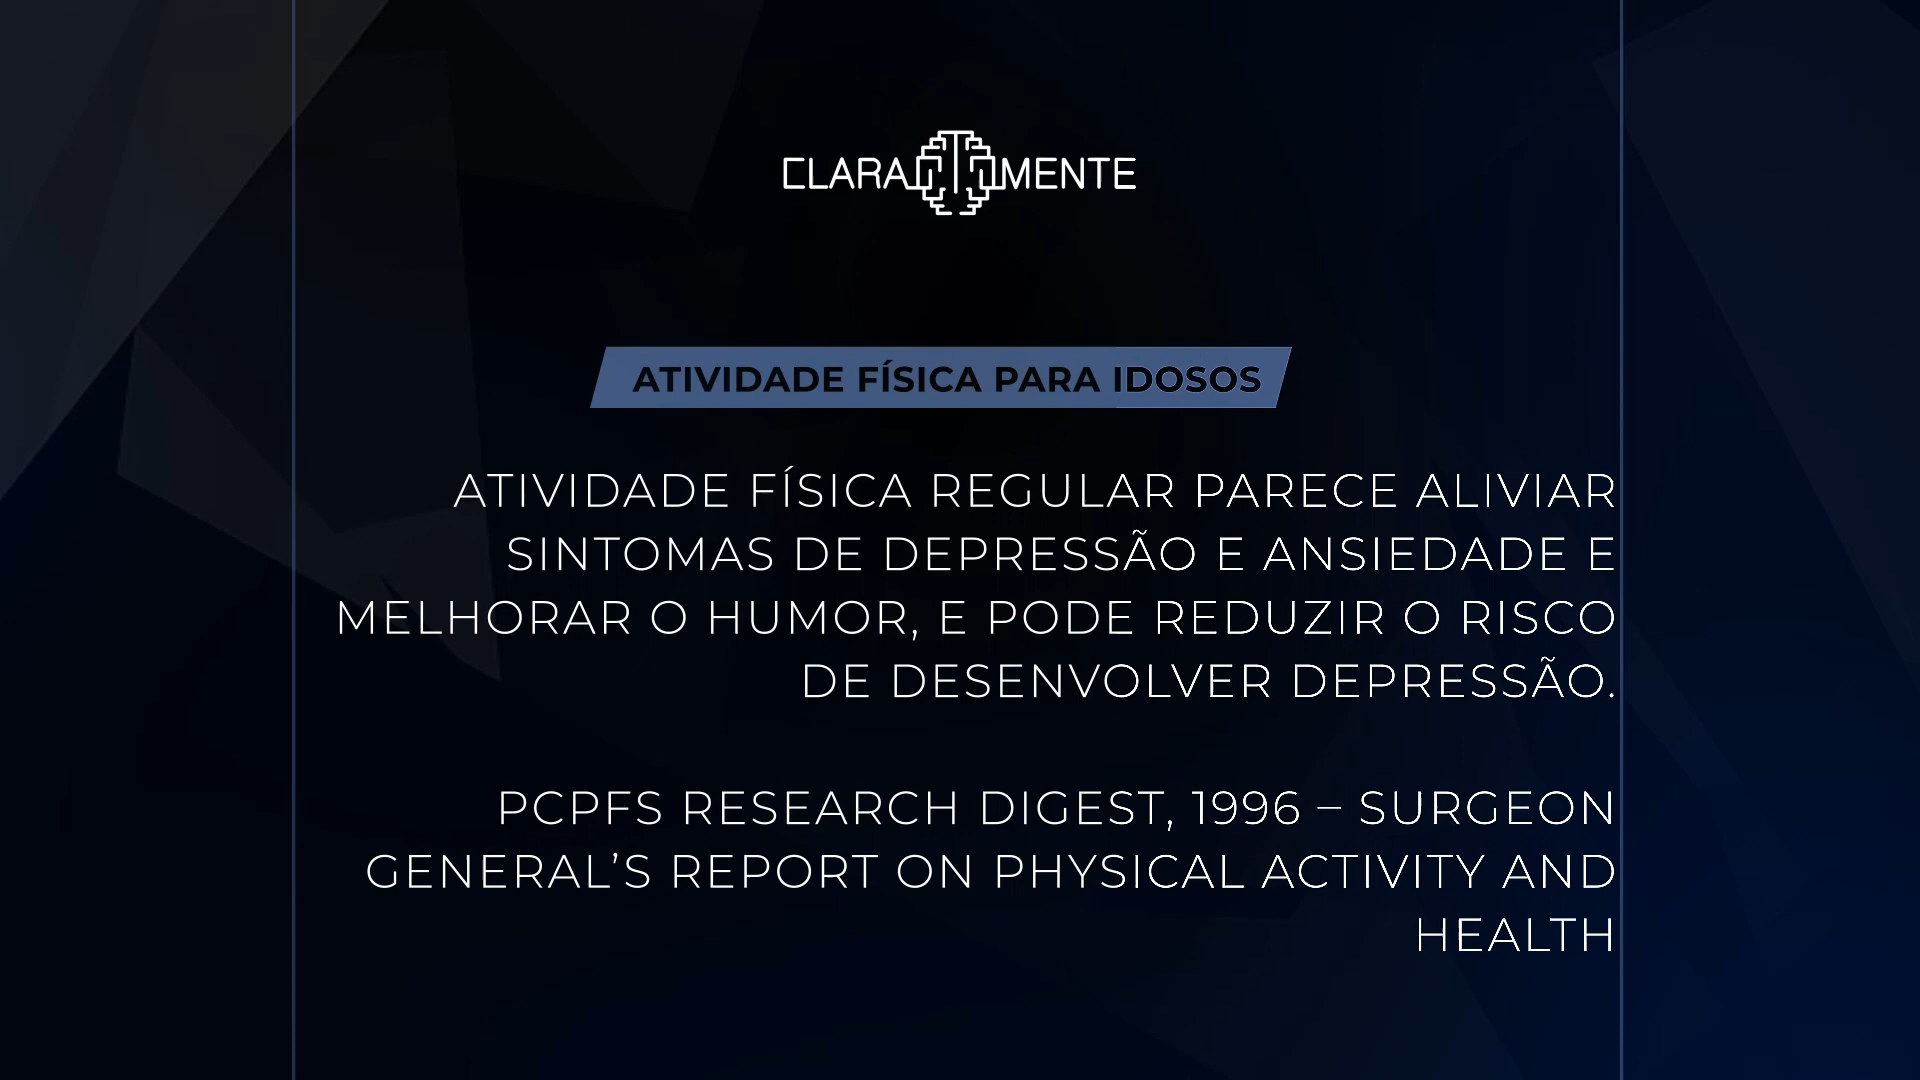 CLARAMENTE
ATIVIDADE FÍSICA PARA IDOSOS
ATIVIDADE FÍSICA REGULAR PARECE ALIVIAR
SINTOMAS DE DEPRESSÃO E ANSIEDADE E
MELHORAR O HUMOR, E PODE REDUZIR O RISCO
DE DESENVOLVER DEPRESSÃO.
PCPFS RESEARCH DIGEST, 1996 – SURGEON
GENERAL’S REPORT ON PHYSICAL ACTIVITY AND
HEALTH